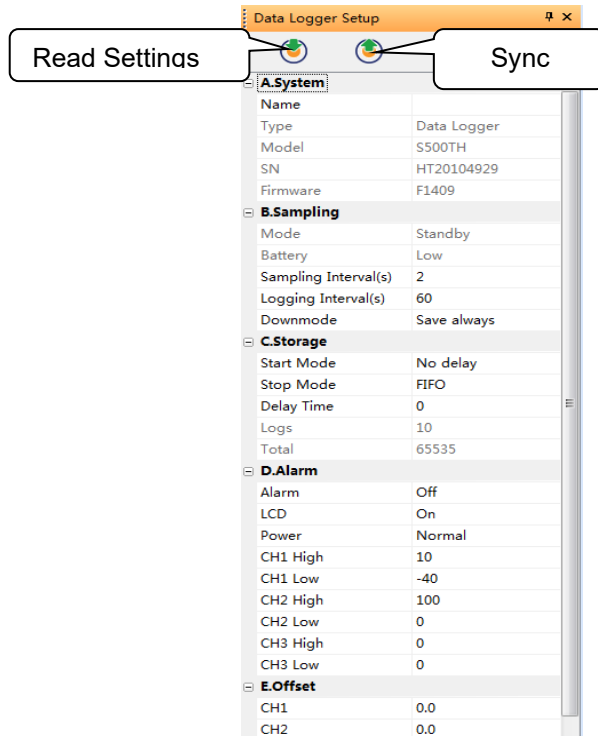 Data Logger Setup
Read Settings
Sync
A.System
Name
Type Data Logger
Model S500TH
SN HT20104929
Firmware F1409
B.Sampling
Mode Standby
Battery Low
Sampling Interval(s) 2
Logging Interval(s) 60
Downmode Save always
C.Storage
Start Mode No delay
Stop Mode FIFO
Delay Time 0
Logs 10
Total 65535
D.Alarm
Alarm Off
LCD On
Power Normal
CH1 High 10
CH1 Low -40
CH2 High 100
CH2 Low 0
CH3 High 0
CH3 Low 0
E.Offset
CH1 0.0
CH2 0.0